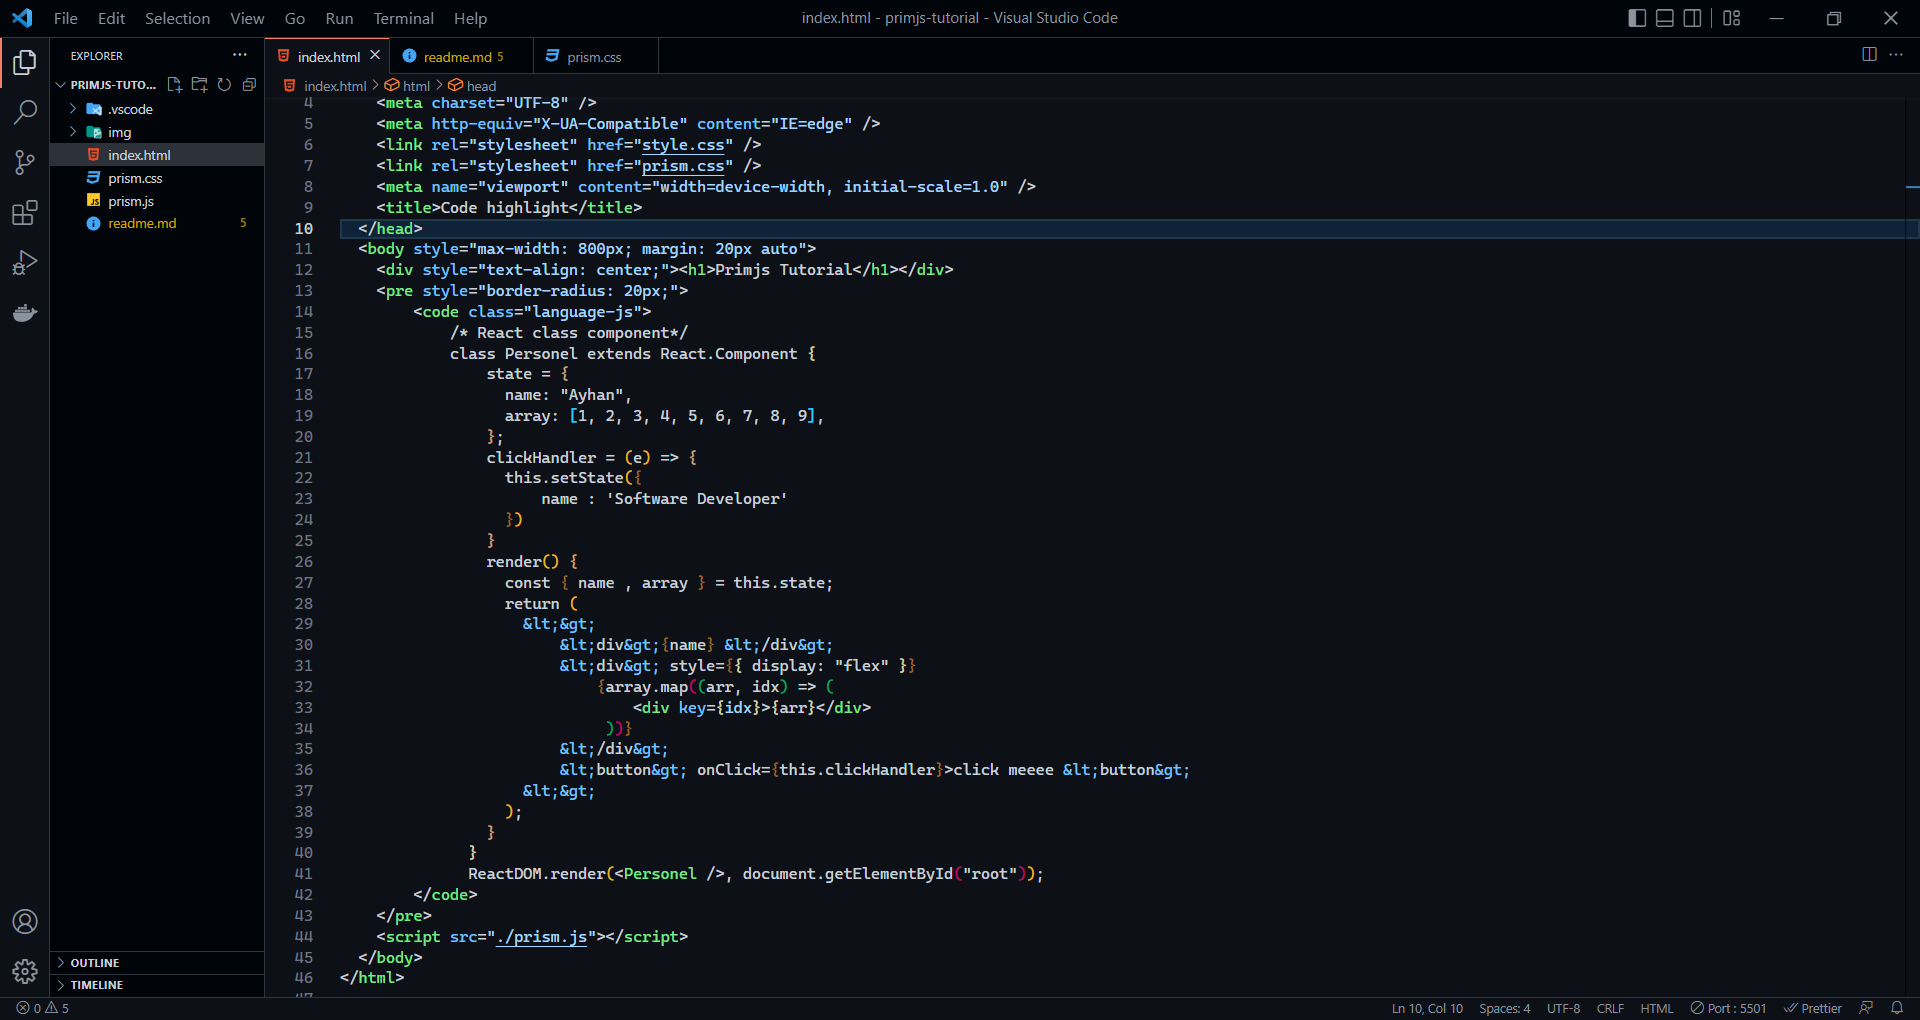 File Edit Selection View Go Run Terminal Help
index.html - primjs-tutorial - Visual Studio Code
EXPLORER
PRIMJS-TUTO...
.vscode
img
index.html
prism.css
prism.js
readme.md 5
OUTLINE
TIMELINE
index.html readme.md 5 prism.css
index.html > html > head
4 <meta charset="UTF-8" />
5 <meta http-equiv="X-UA-Compatible" content="IE=edge" />
6 <link rel="stylesheet" href="style.css" />
7 <link rel="stylesheet" href="prism.css" />
8 <meta name="viewport" content="width=device-width, initial-scale=1.0" />
9 <title>Code highlight</title>
10 </head>
11 <body style="max-width: 800px; margin: 20px auto">
12 <div style="text-align: center;"><h1>Primjs Tutorial</h1></div>
13 <pre style="border-radius: 20px;">
14 <code class="language-js">
15 /* React class component*/
16 class Personel extends React.Component {
17 state = {
18 name: "Ayhan",
19 array: [1, 2, 3, 4, 5, 6, 7, 8, 9],
20 };
21 clickHandler = (e) => {
22 this.setState({
23 name : 'Software Developer'
24 })
25 }
26 render() {
27 const { name , array } = this.state;
28 return (
29 &lt;&gt;
30 &lt;div&gt;{name} &lt;/div&gt;
31 &lt;div&gt; style={{ display: "flex" }}
32 {array.map((arr, idx) => (
33 <div key={idx}>{arr}</div>
34 ))}
35 &lt;/div&gt;
36 &lt;button&gt; onClick={this.clickHandler}>click meeee &lt;button&gt;
37 &lt;&gt;
38 );
39 }
40 }
41 ReactDOM.render(<Personel />, document.getElementById("root"));
42 </code>
43 </pre>
44 <script src="./prism.js"></script>
45 </body>
46 </html>
47
0 5 Ln 10, Col 10 Spaces: 4 UTF-8 CRLF HTML Port : 5501 Prettier